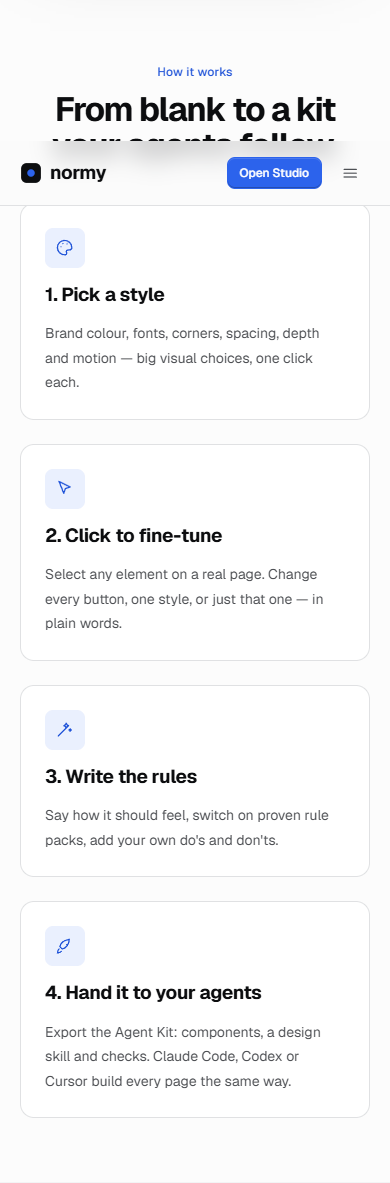 How it works
From blank to a kit
your agents follow
normy
Open Studio
1. Pick a style
Brand colour, fonts, corners, spacing, depth
and motion — big visual choices, one click
each.
2. Click to fine-tune
Select any element on a real page. Change
every button, one style, or just that one — in
plain words.
3. Write the rules
Say how it should feel, switch on proven rule
packs, add your own do's and don'ts.
4. Hand it to your agents
Export the Agent Kit: components, a design
skill and checks. Claude Code, Codex or
Cursor build every page the same way.